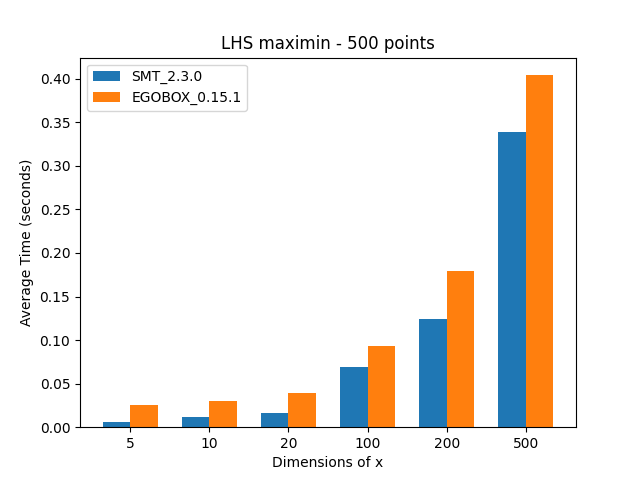 LHS maximin - 500 points
SMT_2.3.0
EGOBOX_0.15.1
Average Time (seconds)
0.40
0.35
0.30
0.25
0.20
0.15
0.10
0.05
0.00
5 10 20 100 200 500
Dimensions of x